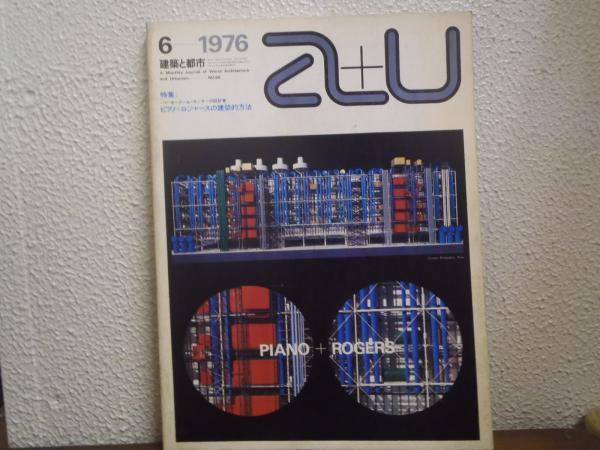 6 1976
a+u
建築と都市
A Monthly Journal of World Architecture
and Urbanism
特集:
ピアノ+ロジャースの建築的方法
PIANO + ROGERS